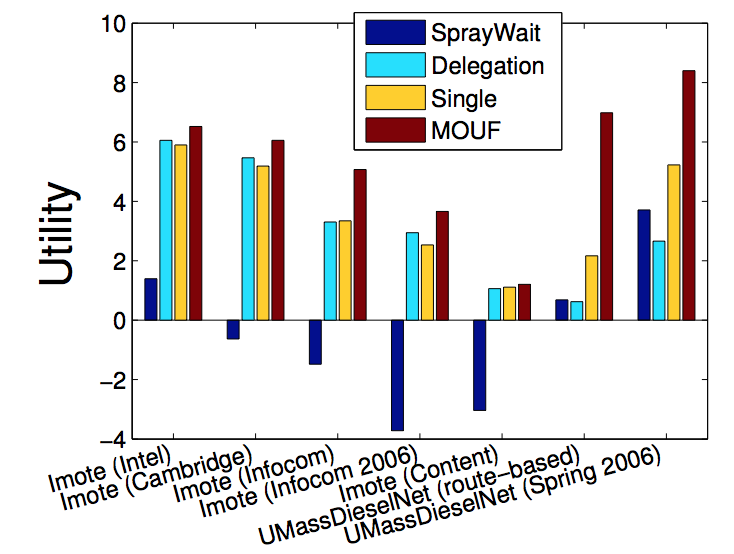 10
8
6
4
2
0
−2
−4
Utility
SprayWait
Delegation
Single
MOUF
Imote (Intel)
Imote (Cambridge)
Imote (Infocom)
Imote (Infocom 2006)
Imote (Content)
UMassDieselNet (route−based)
UMassDieselNet (Spring 2006)